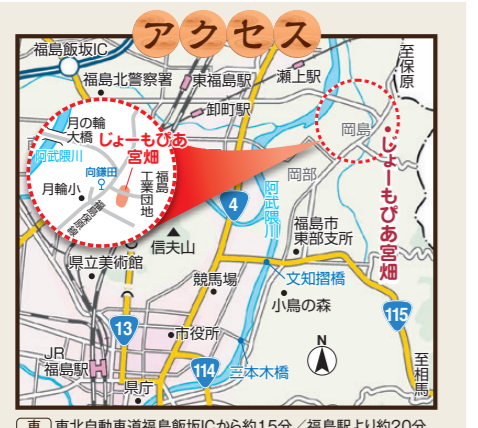 アクセス
福島飯坂IC
福島北警察署
東福島駅
瀬上駅
至保原
卸町駅
月の輪
大橋
じょーもぴあ
宮畑
阿武隈川
向鎌田
月輪小
福島
工業団地
福島保原線
岡島
じょーもぴあ宮畑
岡部
4
阿武隈川
信夫山
福島市
東部支所
県立美術館
競馬場
文知摺橋
小鳥の森
115
13
市役所
N
JR
福島駅
114
三本木橋
至相馬
県庁
車 東北自動車道福島飯坂ICから約15分/福島駅より約20分